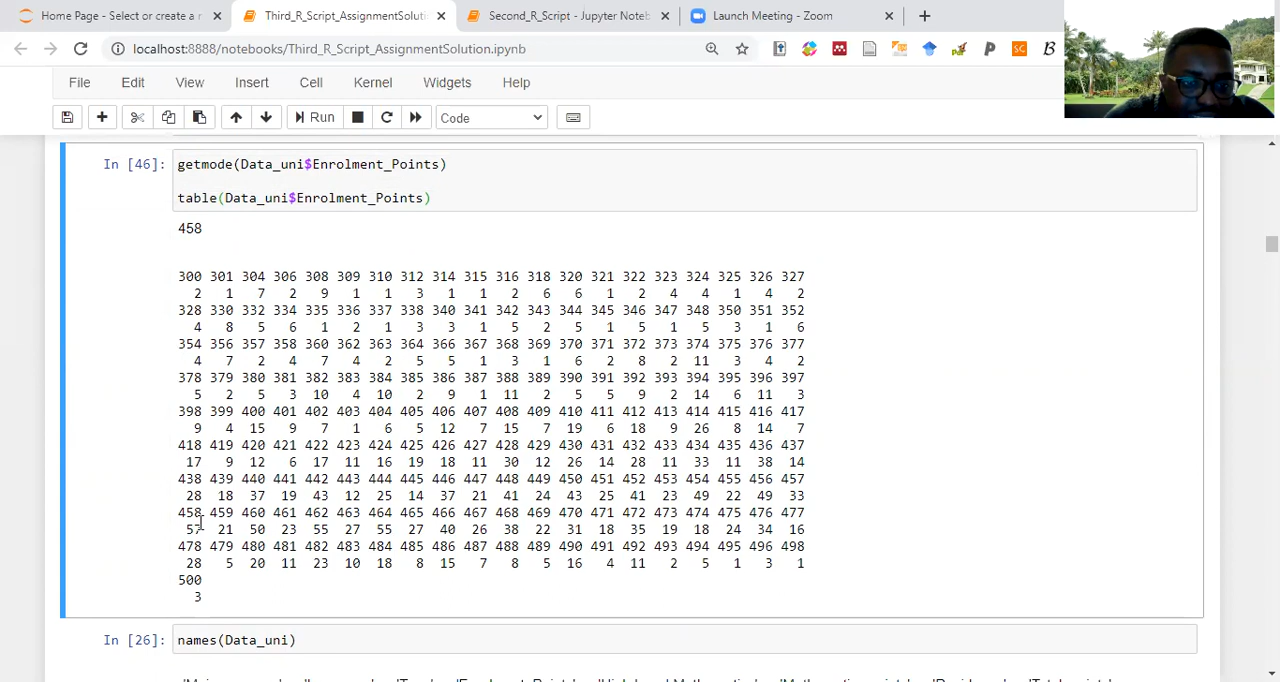 Home Page - Select or create a r
Third_R_Script_AssignmentSoluti
Second_R_Script - Jupyter Noteb
Launch Meeting - Zoom
localhost:8888/notebooks/Third_R_Script_AssignmentSolution.ipynb
File Edit View Insert Cell Kernel Widgets Help
Run Code
In [46]: getmode(Data_uni$Enrolment_Points)
table(Data_uni$Enrolment_Points)
458
300 301 304 306 308 309 310 312 314 315 316 318 320 321 322 323 324 325 326 327
2 1 7 2 9 1 1 3 1 1 2 6 6 1 2 4 4 1 4 2
328 330 332 334 335 336 337 338 340 341 342 343 344 345 346 347 348 350 351 352
4 8 5 6 1 2 1 3 3 1 5 2 5 1 5 1 5 3 1 6
354 356 357 358 360 362 363 364 366 367 368 369 370 371 372 373 374 375 376 377
4 7 2 4 7 4 2 5 5 1 3 1 6 2 8 2 11 3 4 2
378 379 380 381 382 383 384 385 386 387 388 389 390 391 392 393 394 395 396 397
5 2 5 3 10 4 10 2 9 1 11 2 5 5 9 2 14 6 11 3
398 399 400 401 402 403 404 405 406 407 408 409 410 411 412 413 414 415 416 417
9 4 15 9 7 1 6 5 12 7 15 7 19 6 18 9 26 8 14 7
418 419 420 421 422 423 424 425 426 427 428 429 430 431 432 433 434 435 436 437
17 9 12 6 17 11 16 19 18 11 30 12 26 14 28 11 33 11 38 14
438 439 440 441 442 443 444 445 446 447 448 449 450 451 452 453 454 455 456 457
28 18 37 19 43 12 25 14 37 21 41 24 43 25 41 23 49 22 49 33
458 459 460 461 462 463 464 465 466 467 468 469 470 471 472 473 474 475 476 477
57 21 50 23 55 27 55 27 40 26 38 22 31 18 35 19 18 24 34 16
478 479 480 481 482 483 484 485 486 487 488 489 490 491 492 493 494 495 496 498
28 5 20 11 23 10 18 8 15 7 8 5 16 4 11 2 5 1 3 1
500
3
In [26]: names(Data_uni)